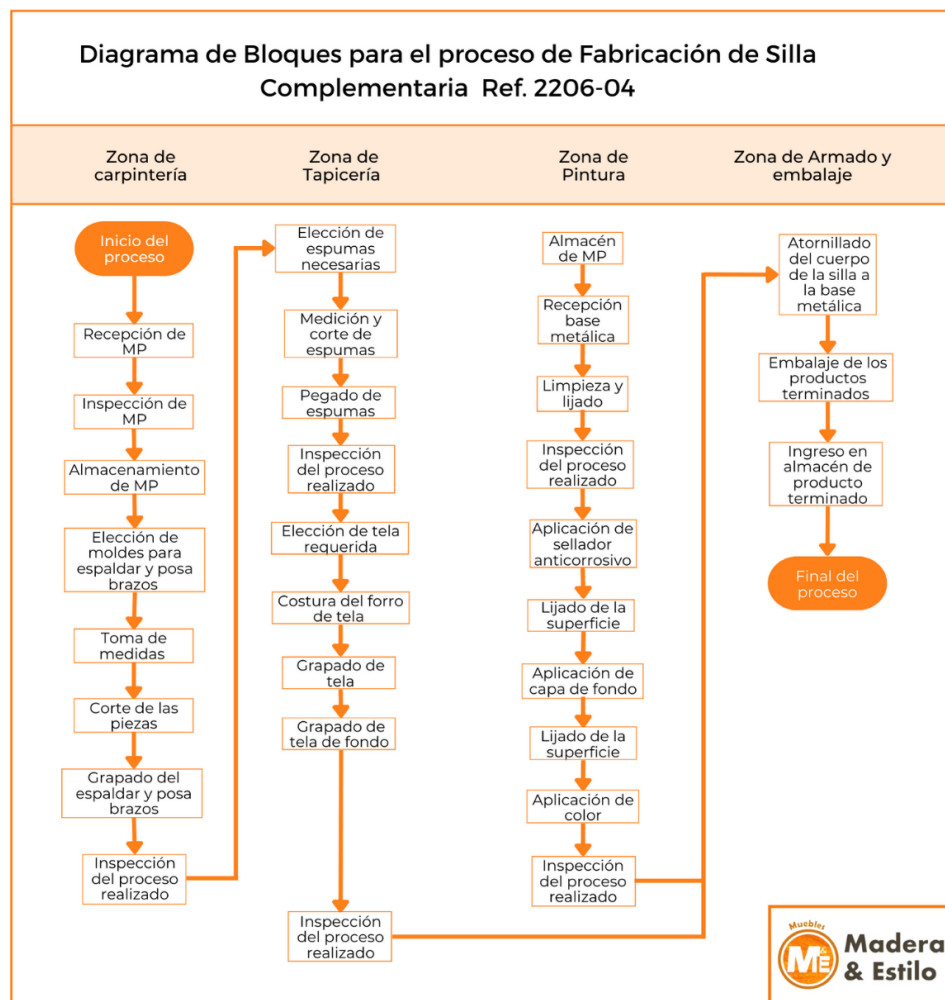 Diagrama de Bloques para el proceso de Fabricación de Silla
Complementaria Ref. 2206-04
Zona de
carpintería
Zona de
Tapicería
Zona de
Pintura
Zona de Armado y
embalaje
Inicio del
proceso
Recepción de
MP
Inspección de
MP
Almacenamiento
de MP
Elección de
moldes para
espaldar y posa
brazos
Toma de
medidas
Corte de las
piezas
Grapado del
espaldar y posa
brazos
Inspección
del proceso
realizado
Elección de
espumas
necesarias
Medición y
corte de
espumas
Pegado de
espumas
Inspección
del proceso
realizado
Elección de tela
requerida
Costura del forro
de tela
Grapado de
tela
Grapado de
tela de fondo
Inspección
del proceso
realizado
Almacén
de MP
Recepción
base
metálica
Limpieza y
lijado
Inspección
del proceso
realizado
Aplicación de
sellador
anticorrosivo
Lijado de la
superficie
Aplicación de
capa de fondo
Lijado de la
superficie
Aplicación de
color
Inspección
del proceso
realizado
Atornillado
del cuerpo
de la silla a
la base
metálica
Embalaje de los
productos
terminados
Ingreso en
almacén de
producto
terminado
Final del
proceso
Muebles
M&E
Madera
& Estilo